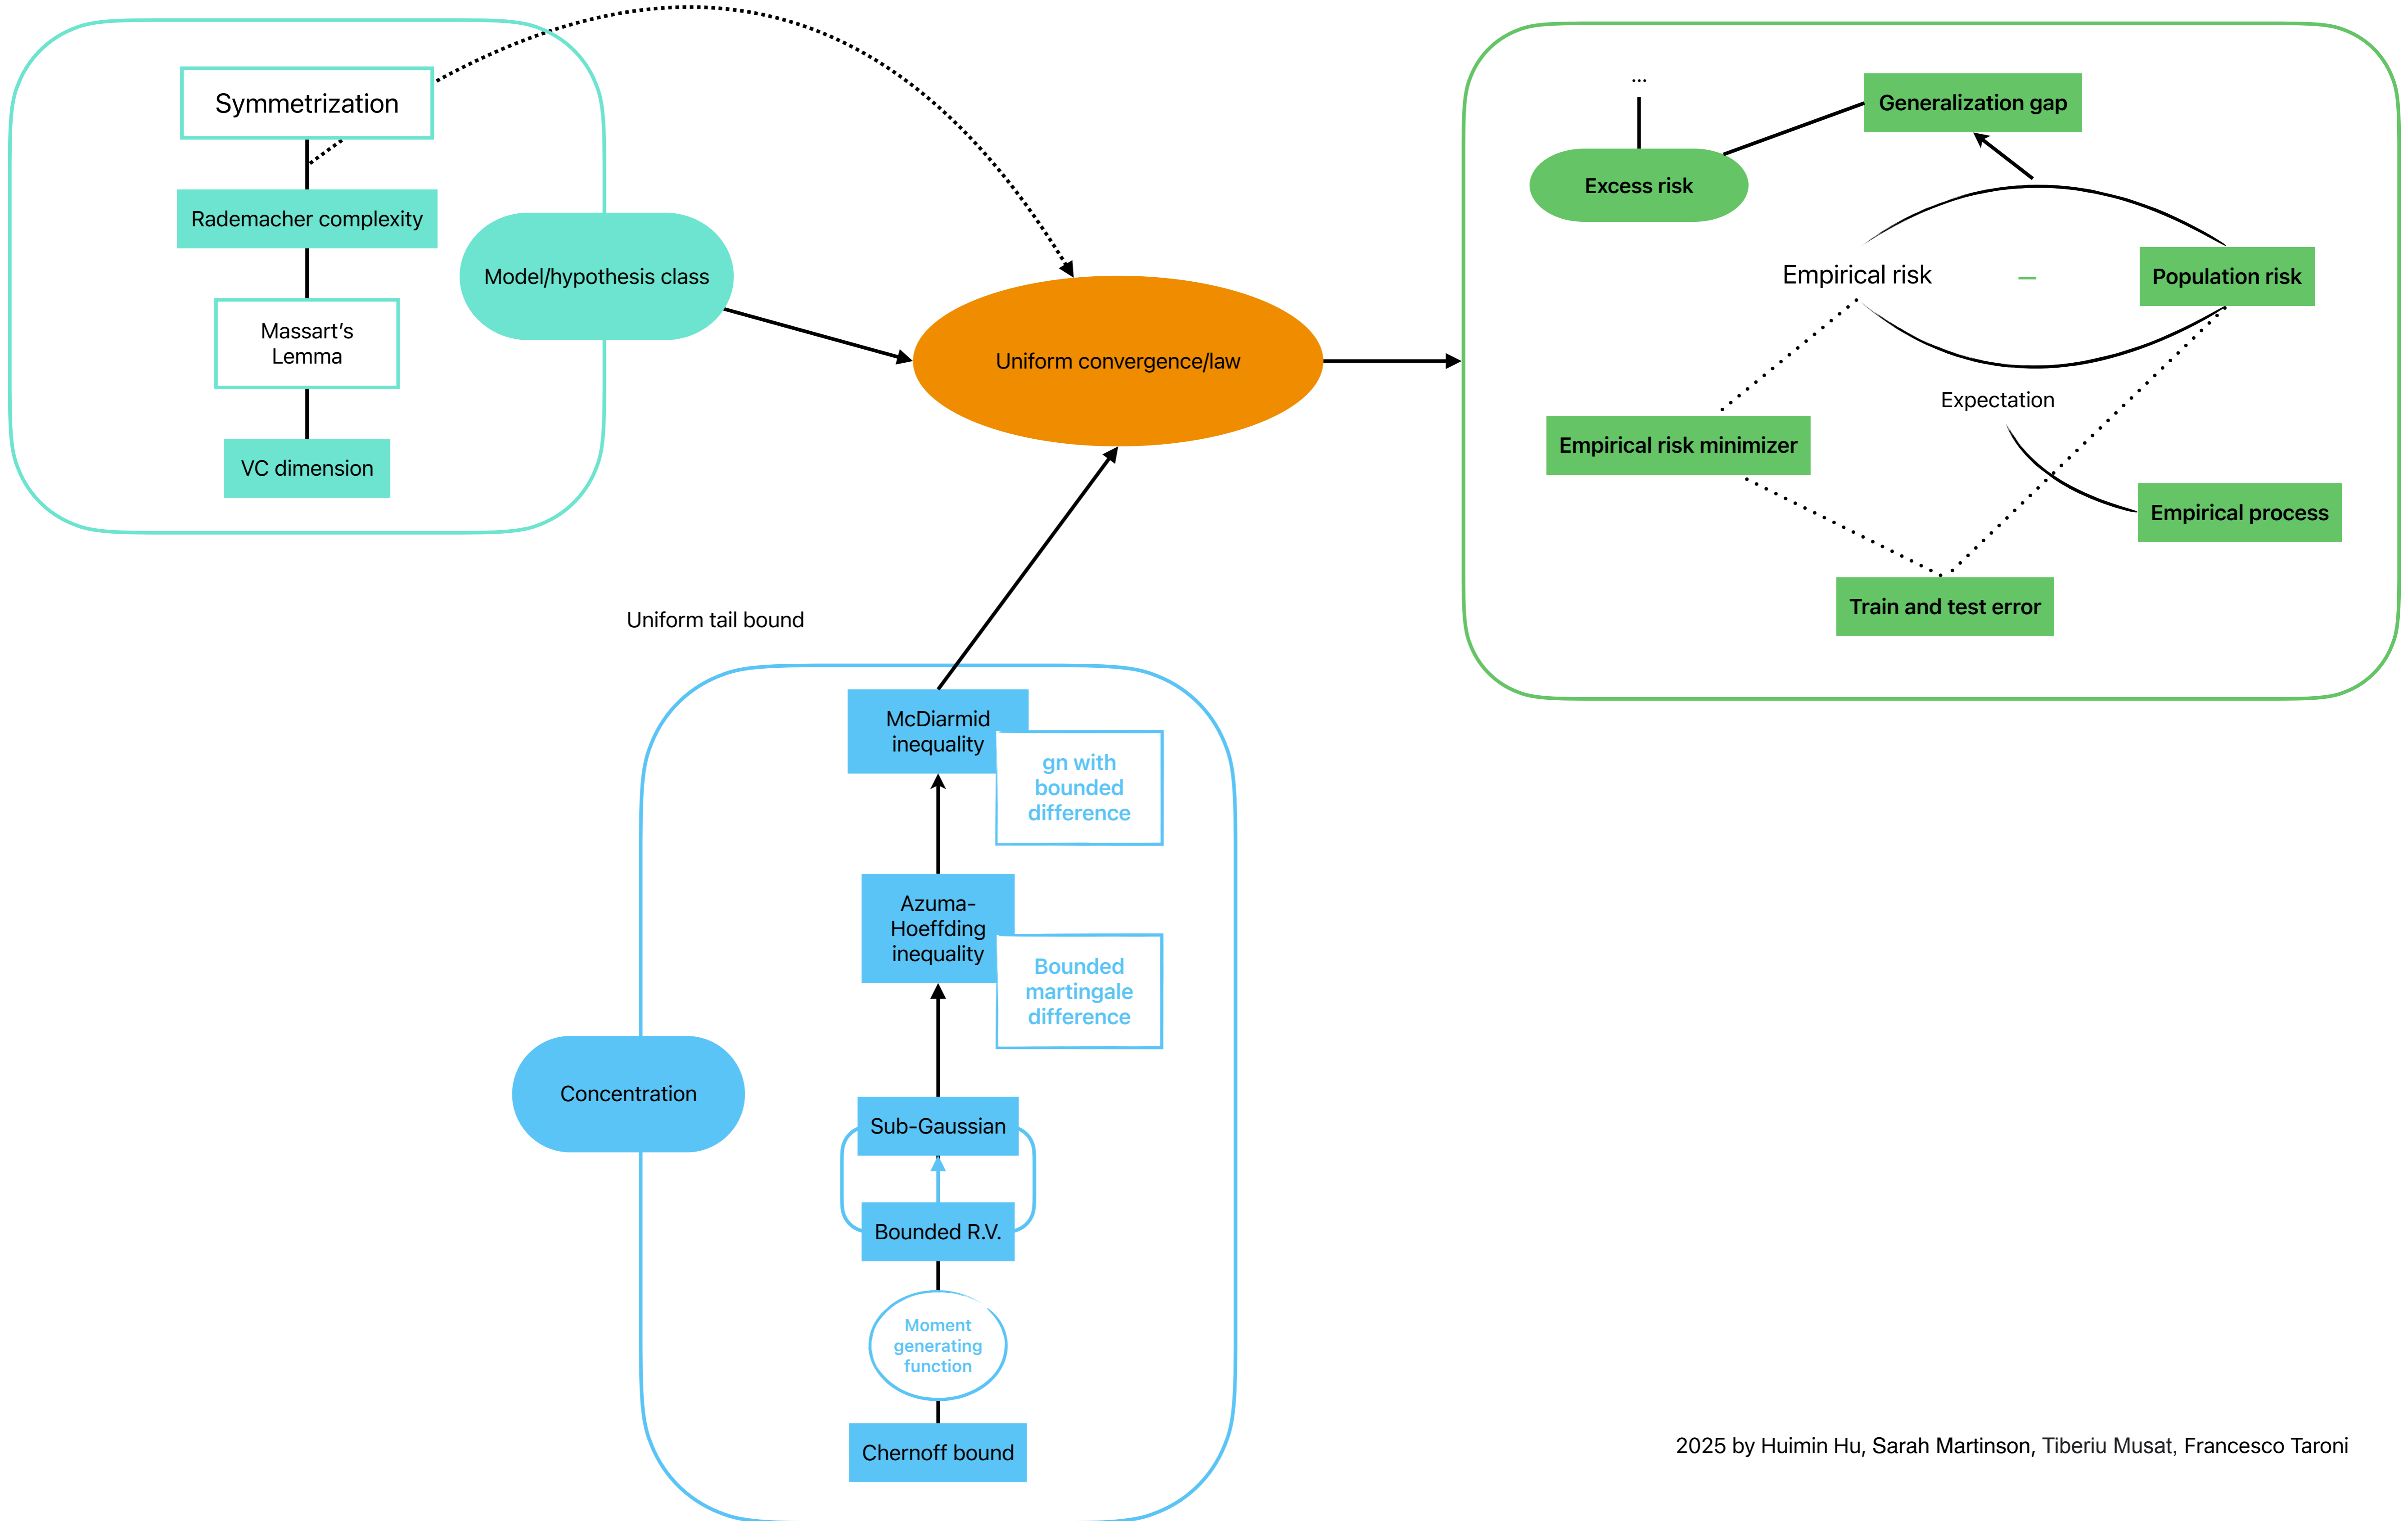 Symmetrization
Rademacher complexity
Massart’s
Lemma
VC dimension
Model/hypothesis class
Uniform convergence/law
...
Generalization gap
Excess risk
Empirical risk
–
Population risk
Expectation
Empirical risk minimizer
Empirical process
Train and test error
Uniform tail bound
McDiarmid
inequality
gn with
bounded
difference
Azuma-
Hoeffding
inequality
Bounded
martingale
difference
Concentration
Sub-Gaussian
Bounded R.V.
Moment
generating
function
Chernoff bound
2025 by Huimin Hu, Sarah Martinson, Tiberiu Musat, Francesco Taroni